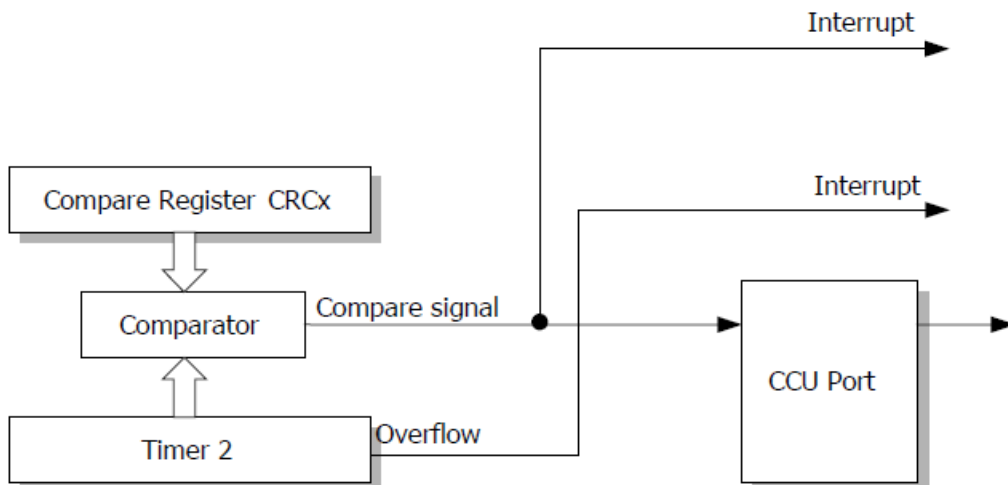 Interrupt
Interrupt
Compare Register CRCx
Comparator
Compare signal
CCU Port
Timer 2
Overflow